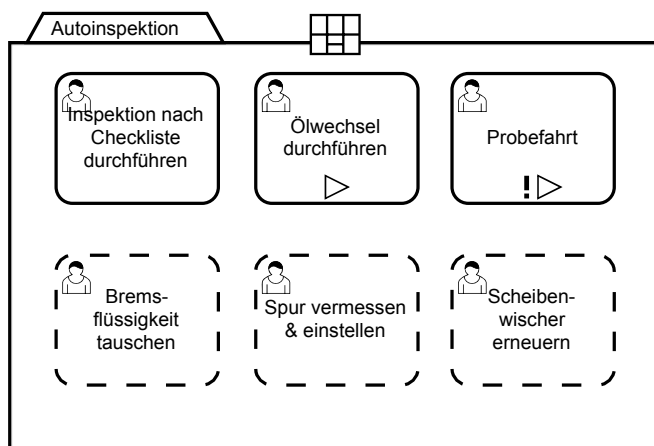 Autoinspektion
Inspektion nach
Checkliste
durchführen
Ölwechsel
durchführen
Probefahrt
!
Brems-
flüssigkeit
tauschen
Spur vermessen
& einstellen
Scheiben-
wischer
erneuern